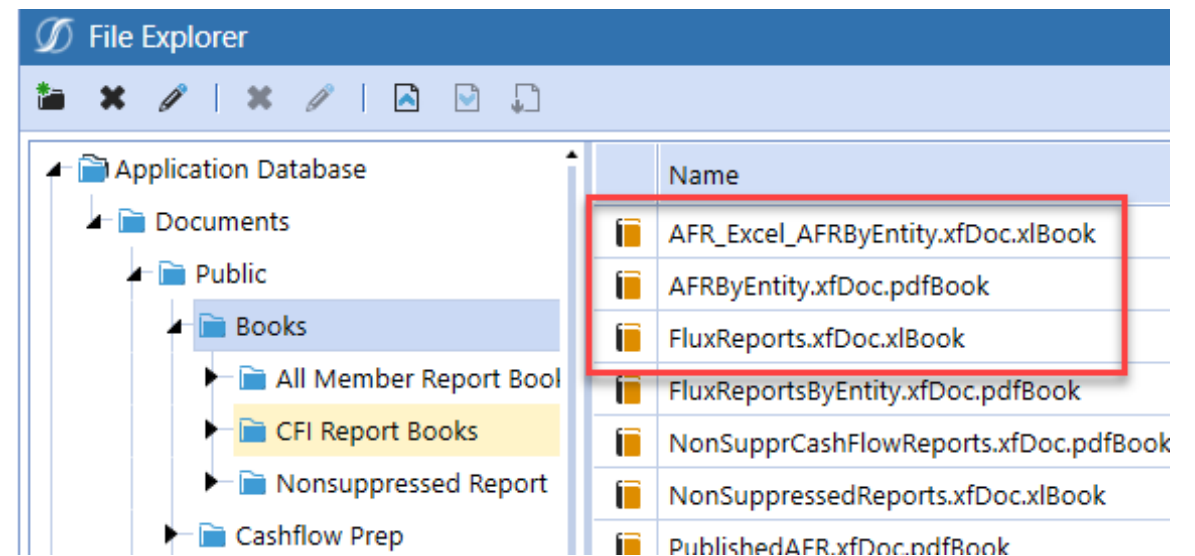 File Explorer
Application Database
Documents
Public
Books
All Member Report Bool
CFI Report Books
Nonsuppressed Report
Cashflow Prep
Name
AFR_Excel_AFRByEntity.xfDoc.xlBook
AFRByEntity.xfDoc.pdfBook
FluxReports.xfDoc.xlBook
FluxReportsByEntity.xfDoc.pdfBook
NonSupprCashFlowReports.xfDoc.pdfBook
NonSuppressedReports.xfDoc.xlBook
PublishedAFR.xfDoc.pdfBook